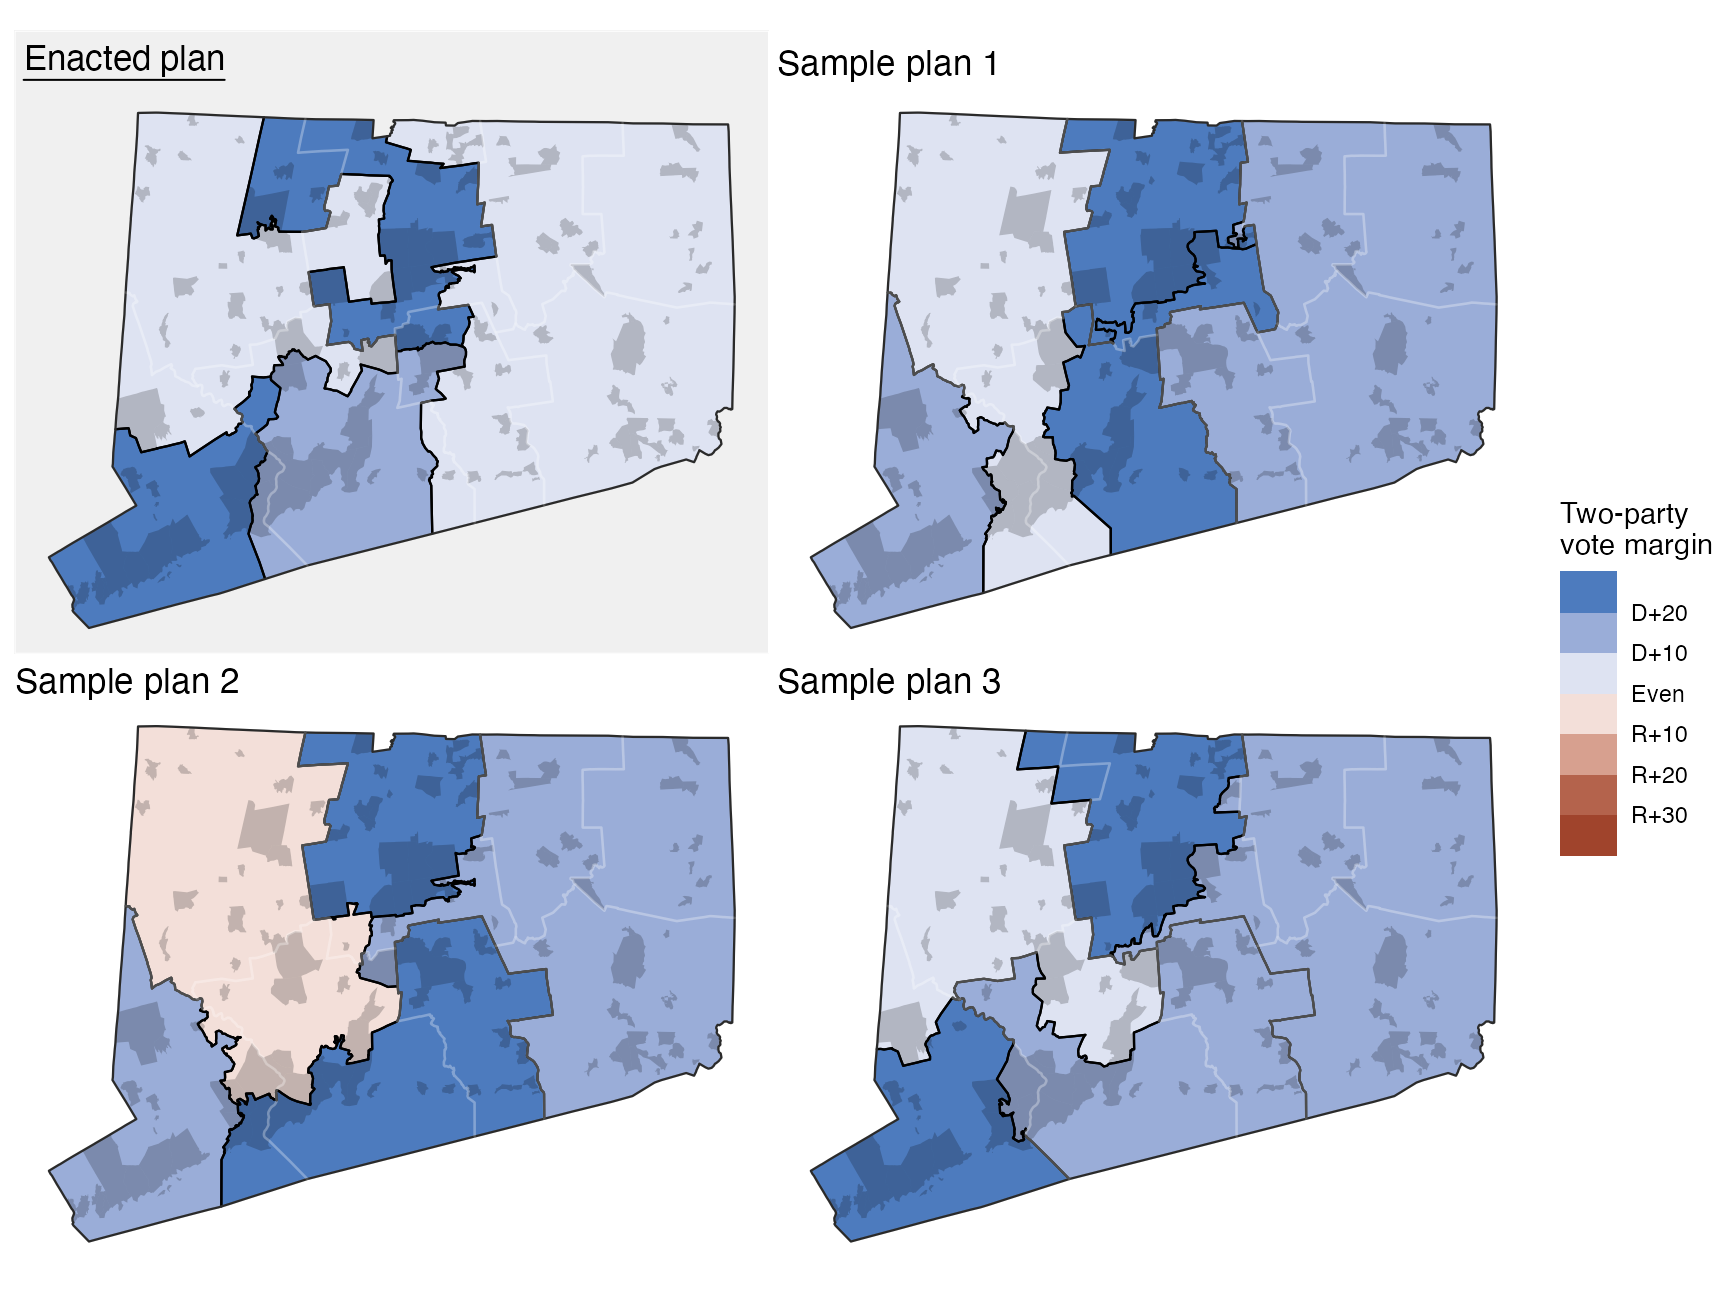 Enacted plan
Sample plan 1
Sample plan 2
Sample plan 3
Two-party
vote margin
D+20
D+10
Even
R+10
R+20
R+30